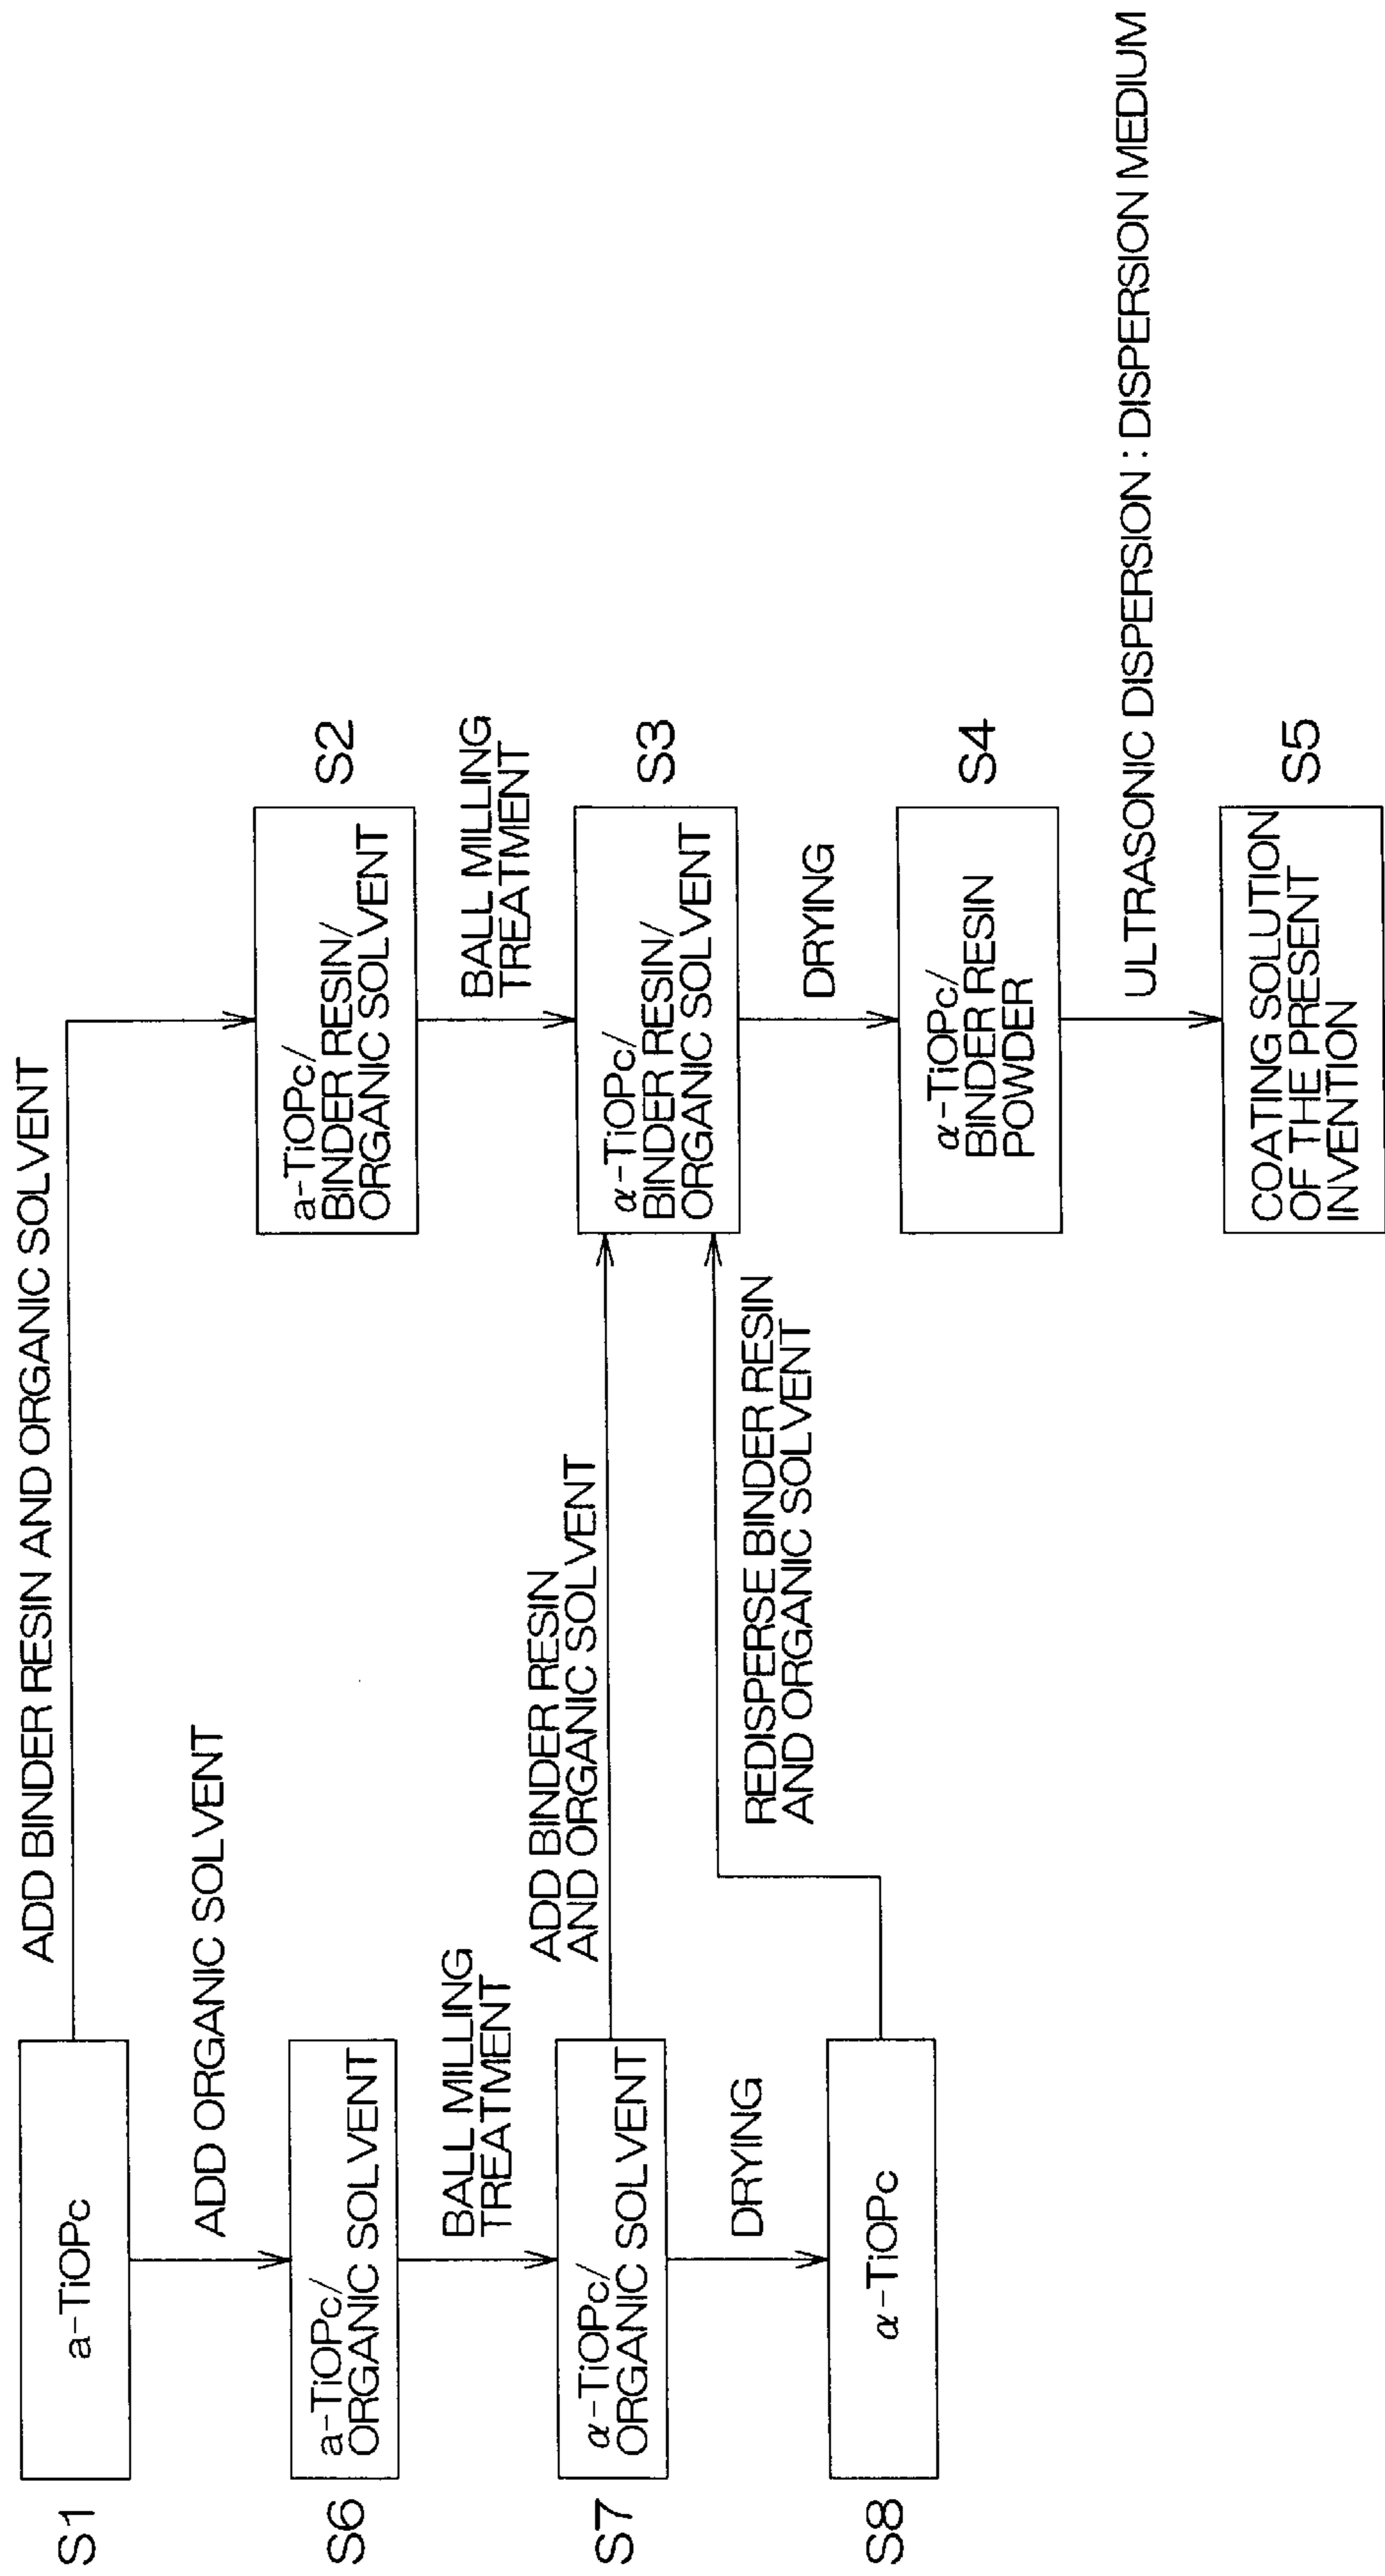 S1
a-TiOPc
ADD BINDER RESIN AND ORGANIC SOLVENT
ADD ORGANIC SOLVENT
S6
a-TiOPc/
ORGANIC SOLVENT
BALL MILLING
TREATMENT
S7
α-TiOPc/
ORGANIC SOLVENT
ADD BINDER RESIN
AND ORGANIC SOLVENT
DRYING
S8
α-TiOPc
REDISPERSE BINDER RESIN
AND ORGANIC SOLVENT
a-TiOPc/
BINDER RESIN/
ORGANIC SOLVENT
S2
BALL MILLING
TREATMENT
α-TiOPc/
BINDER RESIN/
ORGANIC SOLVENT
S3
DRYING
α-TiOPc/
BINDER RESIN
POWDER
S4
ULTRASONIC DISPERSION : DISPERSION MEDIUM
COATING SOLUTION
OF THE PRESENT
INVENTION
S5